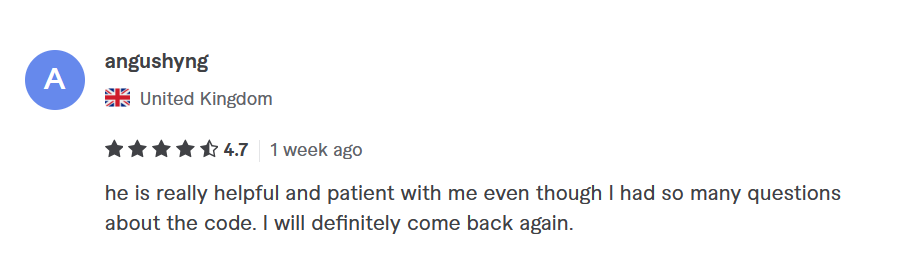 A
angushyng
United Kingdom
4.7 1 week ago
he is really helpful and patient with me even though I had so many questions
about the code. I will definitely come back again.